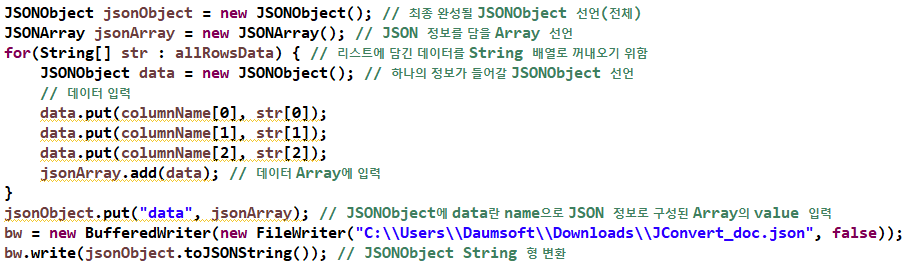 JSONObject jsonObject = new JSONObject(); // 최종 완성될 JSONObject 선언(전체)
JSONArray jsonArray = new JSONArray(); // JSON 정보를 담을 Array 선언
for(String[] str : allRowsData) { // 리스트에 담긴 데이터를 String 배열로 꺼내오기 위함
    JSONObject data = new JSONObject(); // 하나의 정보가 들어갈 JSONObject 선언
    // 데이터 입력
    data.put(columnName[0], str[0]);
    data.put(columnName[1], str[1]);
    data.put(columnName[2], str[2]);
    jsonArray.add(data); // 데이터 Array에 입력
}
jsonObject.put("data", jsonArray); // JSONObject에 data란 name으로 JSON 정보로 구성된 Array의 value 입력
bw = new BufferedWriter(new FileWriter("C:\\Users\\Daumsoft\\Downloads\\JConvert_doc.json", false));
bw.write(jsonObject.toJSONString()); // JSONObject String 형 변환